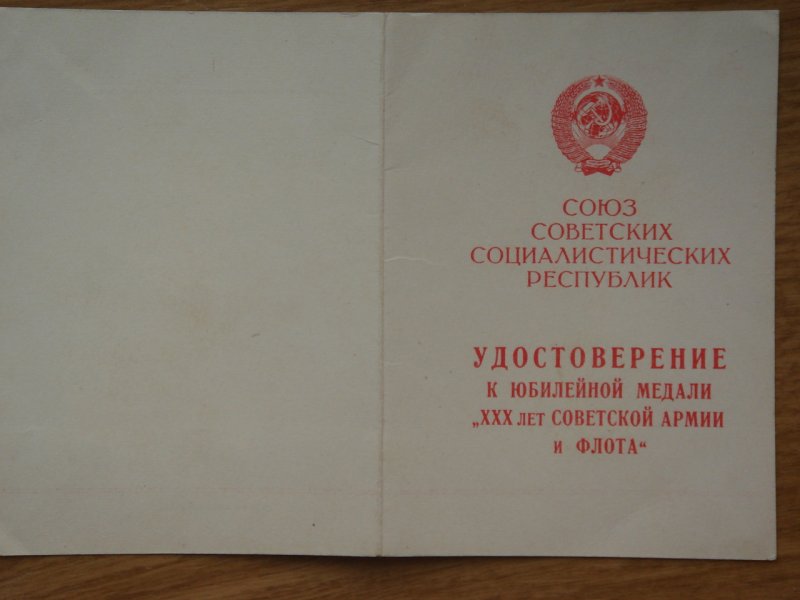 СОЮЗ
СОВЕТСКИХ
СОЦИАЛИСТИЧЕСКИХ
РЕСПУБЛИК
УДОСТОВЕРЕНИЕ
К ЮБИЛЕЙНОЙ МЕДАЛИ
„XXX ЛЕТ СОВЕТСКОЙ АРМИИ
И ФЛОТА“